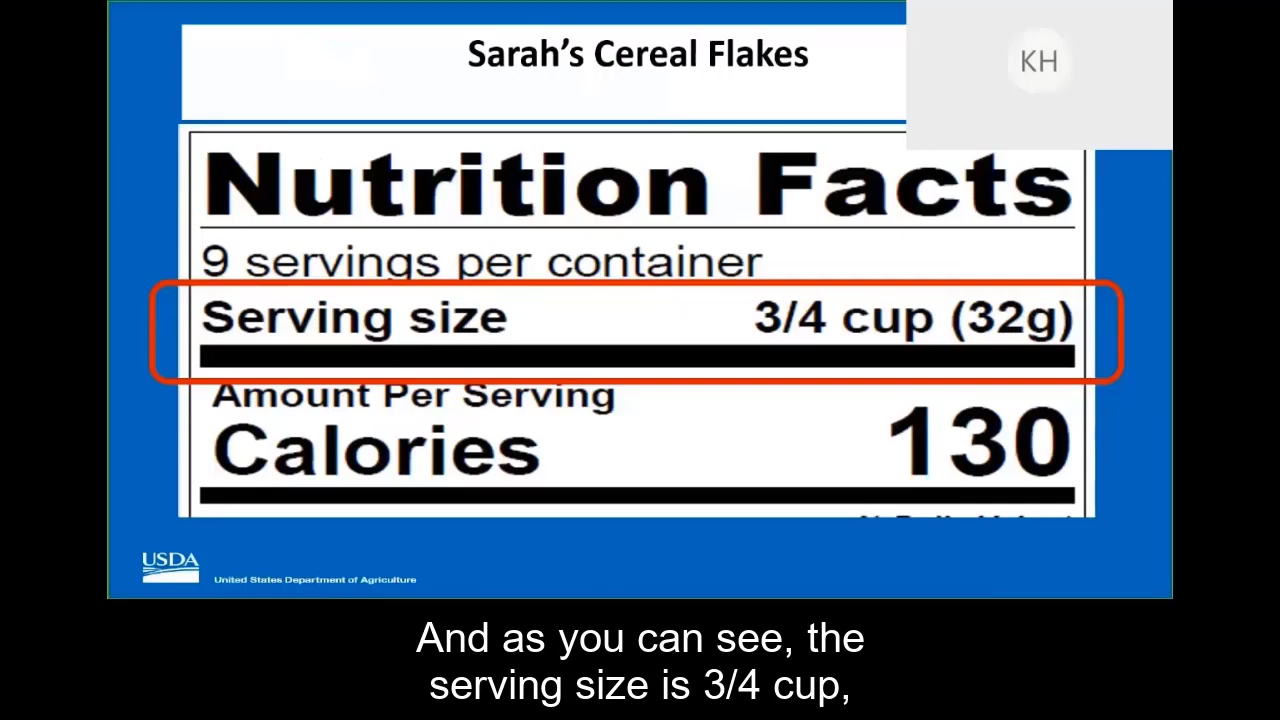 Sarah's Cereal Flakes
KH
Nutrition Facts
9 servings per container
Serving size 3/4 cup (32g)
Amount Per Serving
Calories 130
USDA
United States Department of Agriculture
And as you can see, the
serving size is 3/4 cup,